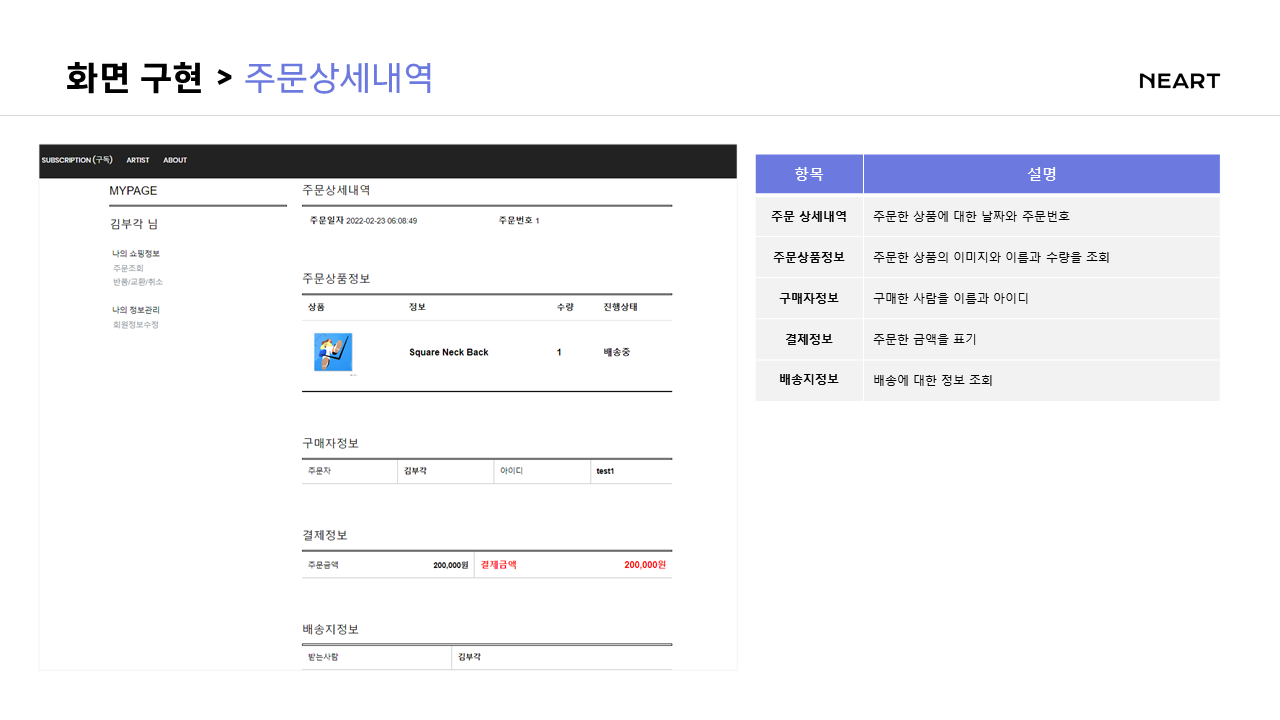 화면 구현 > 주문상세내역
NEART
SUBSCRIPTION (구독) ARTIST ABOUT
MYPAGE
김부각 님
나의 쇼핑정보
주문조회
반품/교환/취소
나의 정보관리
회원정보수정
주문상세내역
주문일자 2022-02-23 06:08:49 주문번호 1
주문상품정보
상품 정보 수량 진행상태
Square Neck Back 1 배송중
구매자정보
주문자 김부각 아이디 test1
결제정보
주문금액 200,000원 결제금액 200,000원
배송지정보
받는사람 김부각
항목 설명
주문 상세내역 주문한 상품에 대한 날짜와 주문번호
주문상품정보 주문한 상품의 이미지와 이름과 수량을 조회
구매자정보 구매한 사람을 이름과 아이디
결제정보 주문한 금액을 표기
배송지정보 배송에 대한 정보 조회